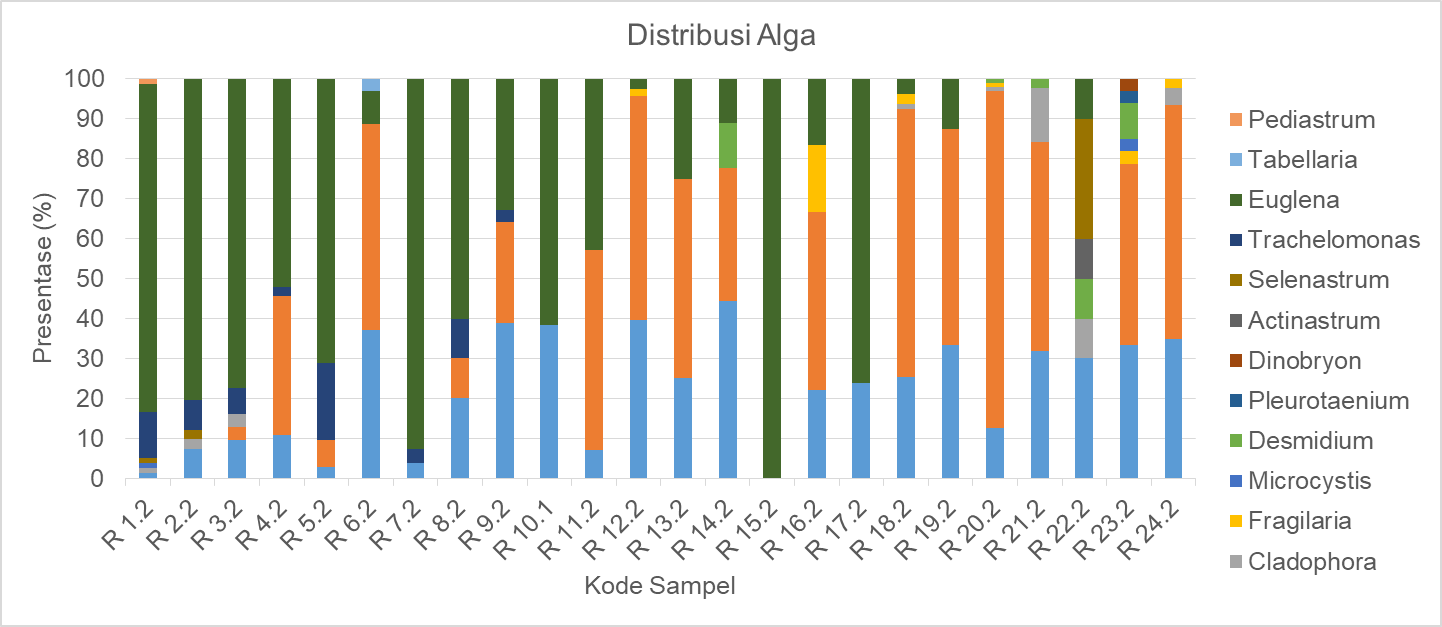 Distribusi Alga
Presentase (%)
100
90
80
70
60
50
40
30
20
10
0
R 1.2
R 2.2
R 3.2
R 4.2
R 5.2
R 6.2
R 7.2
R 8.2
R 9.2
R 10.1
R 11.2
R 12.2
R 13.2
R 14.2
R 15.2
R 16.2
R 17.2
R 18.2
R 19.2
R 20.2
R 21.2
R 22.2
R 23.2
R 24.2
Kode Sampel
Pediastrum
Tabellaria
Euglena
Trachelomonas
Selenastrum
Actinastrum
Dinobryon
Pleurotaenium
Desmidium
Microcystis
Fragilaria
Cladophora